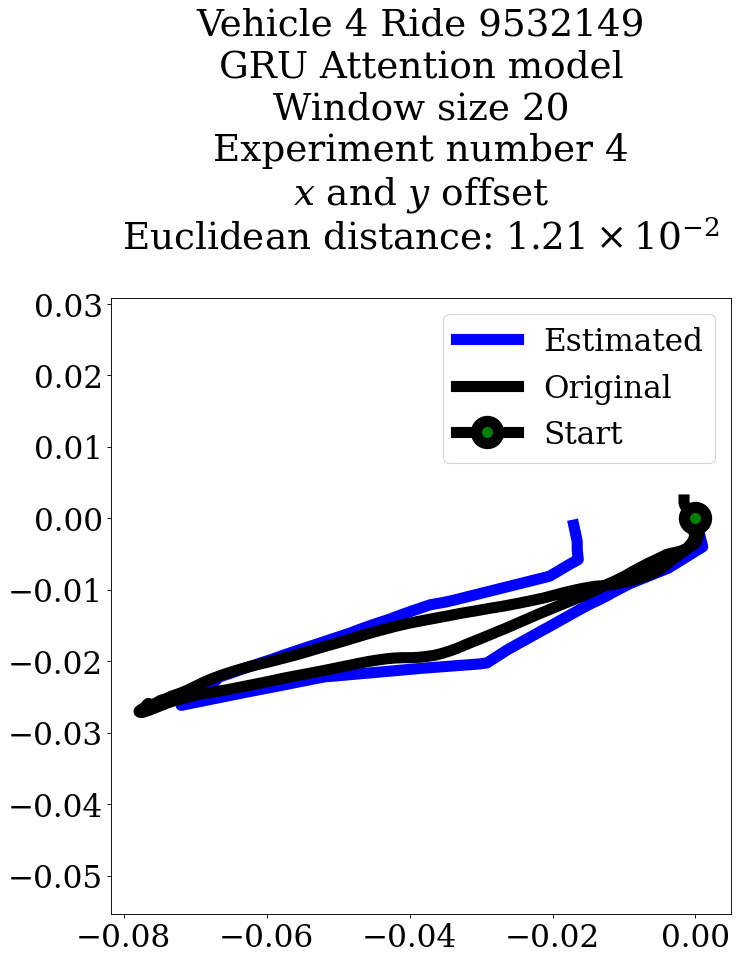 Vehicle 4 Ride 9532149
GRU Attention model
Window size 20
Experiment number 4
x and y offset
Euclidean distance: 1.21 × 10⁻²
0.03
Estimated
0.02
Original
0.01
Start
0.00
−0.01
−0.02
−0.03
−0.04
−0.05
−0.08 −0.06 −0.04 −0.02 0.00